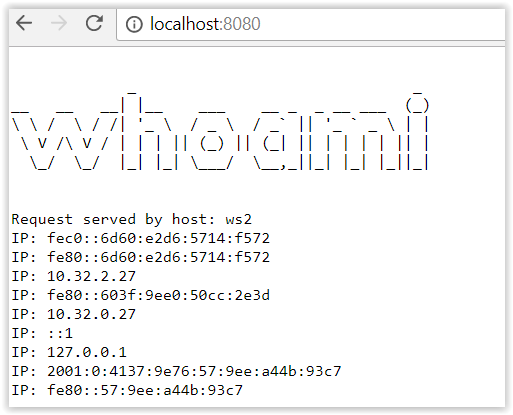 localhost:8080
whoami
Request served by host: ws2
IP: fec0::6d60:e2d6:5714:f572
IP: fe80::6d60:e2d6:5714:f572
IP: 10.32.2.27
IP: fe80::603f:9ee0:50cc:2e3d
IP: 10.32.0.27
IP: ::1
IP: 127.0.0.1
IP: 2001:0:4137:9e76:57:9ee:a44b:93c7
IP: fe80::57:9ee:a44b:93c7